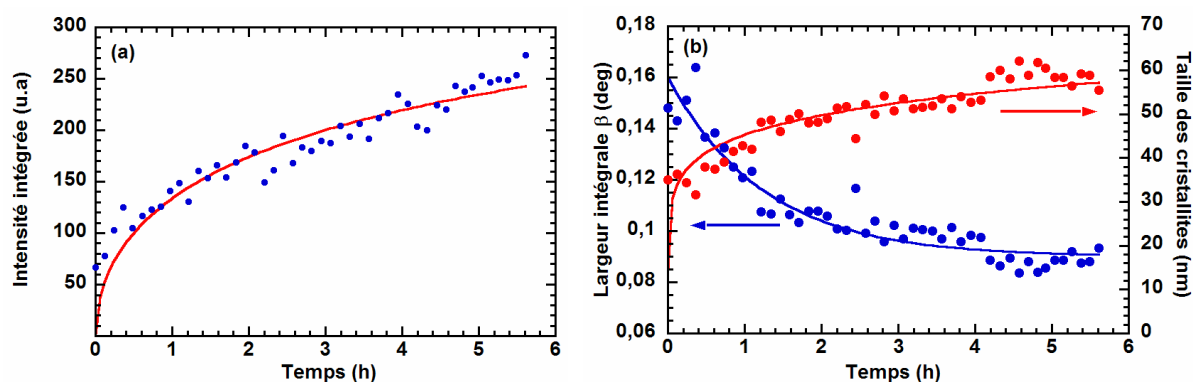 (a)
Intensité intégrée (u.a)
300
250
200
150
100
50
0 1 2 3 4 5 6
Temps (h)
(b)
Largeur intégrale β (deg)
0,18
0,16
0,14
0,12
0,1
0,08
0,06
0 1 2 3 4 5 6
Temps (h)
70
60
50
40
30
20
10
0
Taille des cristallites (nm)